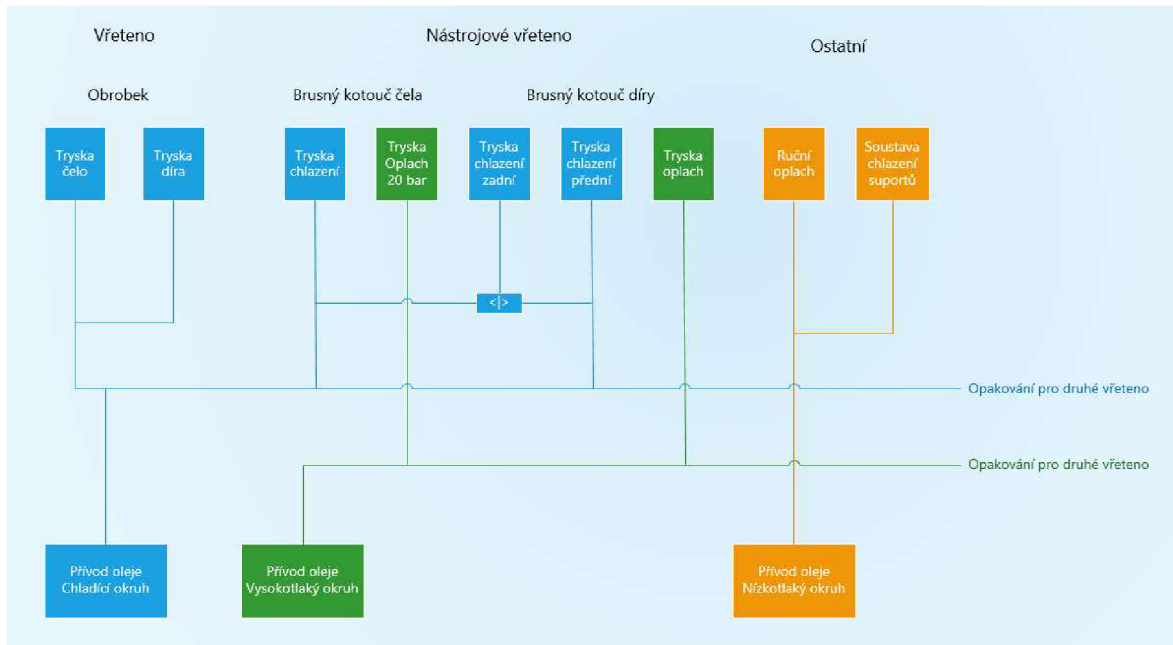 Vřeteno
Nástrojové vřeteno
Ostatní
Obrobek
Brusný kotouč čela
Brusný kotouč díry
Tryska
čelo
Tryska
díra
Tryska
chlazení
Tryska
Oplach
20 bar
Tryska
chlazení
zadní
Tryska
chlazení
přední
Tryska
oplach
Ruční
oplach
Soustava
chlazení
suportů
<|>
Opakování pro druhé vřeteno
Opakování pro druhé vřeteno
Přívod oleje
Chladící okruh
Přívod oleje
Vysokotlaký okruh
Přívod oleje
Nízkotlaký okruh